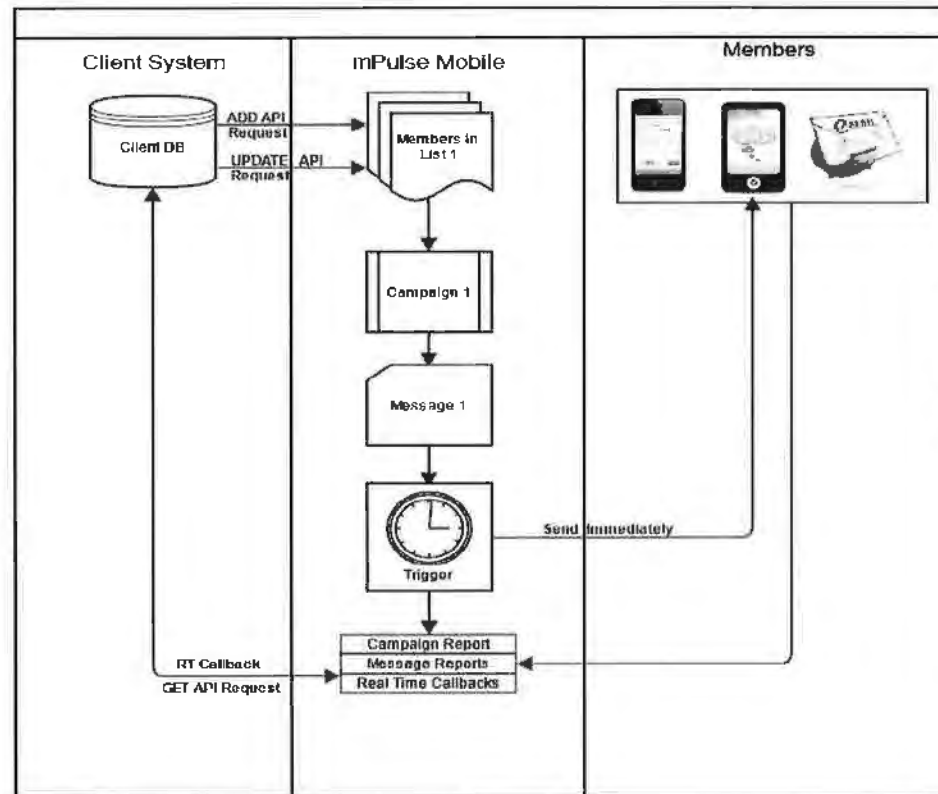 Client System
mPulse Mobile
Members
Client DB
ADD API
Request
UPDATE API
Request
Members in
List 1
Campaign 1
Message 1
Trigger
Send Immediately
Campaign Report
Message Reports
Real Time Callbacks
RT Callback
GET API Request